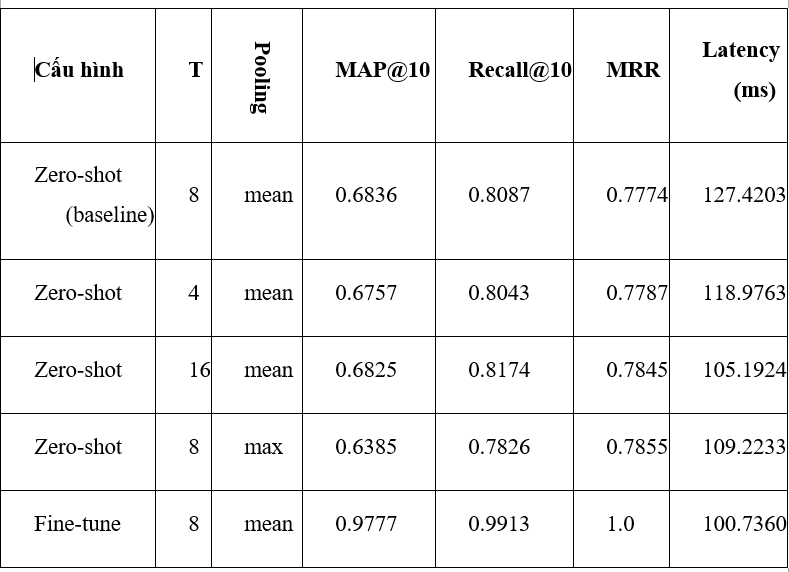 Cấu hình T Pooling MAP@10 Recall@10 MRR Latency
(ms)
Zero-shot
(baseline) 8 mean 0.6836 0.8087 0.7774 127.4203
Zero-shot 4 mean 0.6757 0.8043 0.7787 118.9763
Zero-shot 16 mean 0.6825 0.8174 0.7845 105.1924
Zero-shot 8 max 0.6385 0.7826 0.7855 109.2233
Fine-tune 8 mean 0.9777 0.9913 1.0 100.7360